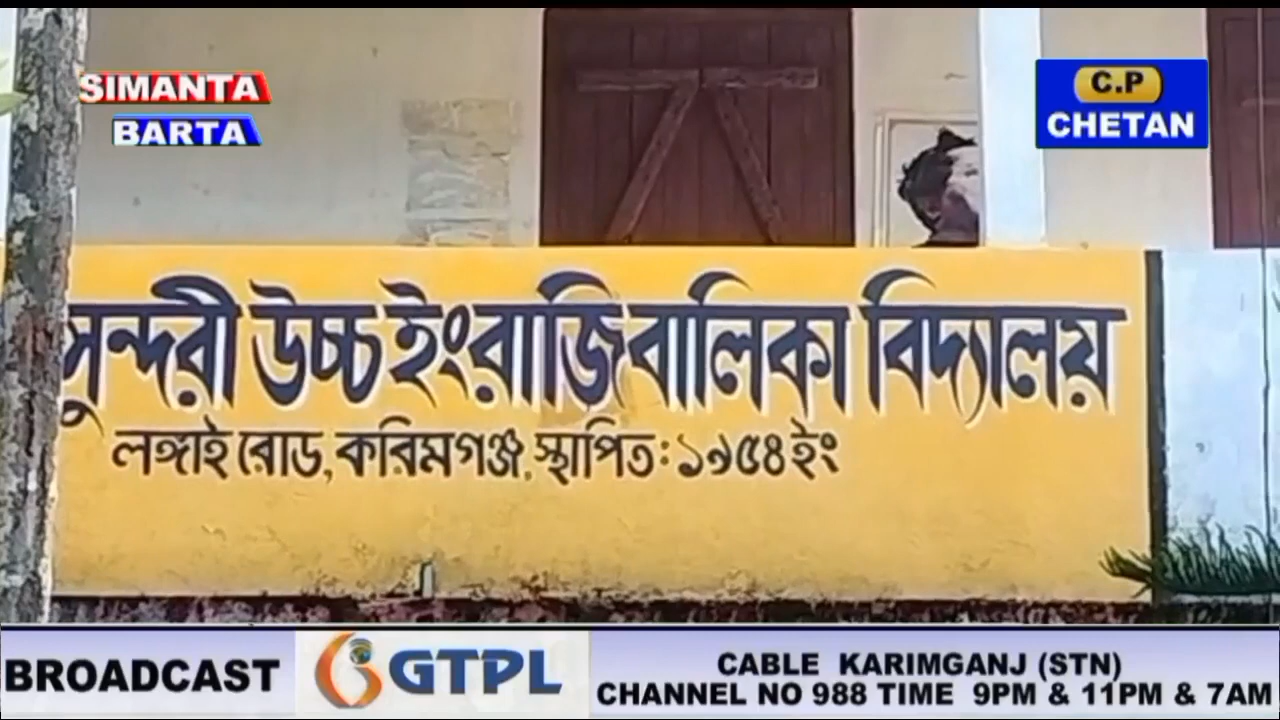 SIMANTA
BARTA
C.P
CHETAN
সুন্দরী উচ্চ ইংরাজি বালিকা বিদ্যালয়
লঙ্গাই রোড, করিমগঞ্জ, স্থাপিত: ১৯৫৪ ইং
BROADCAST
GTPL
CABLE KARIMGANJ (STN)
CHANNEL NO 988 TIME 9PM & 11PM & 7AM